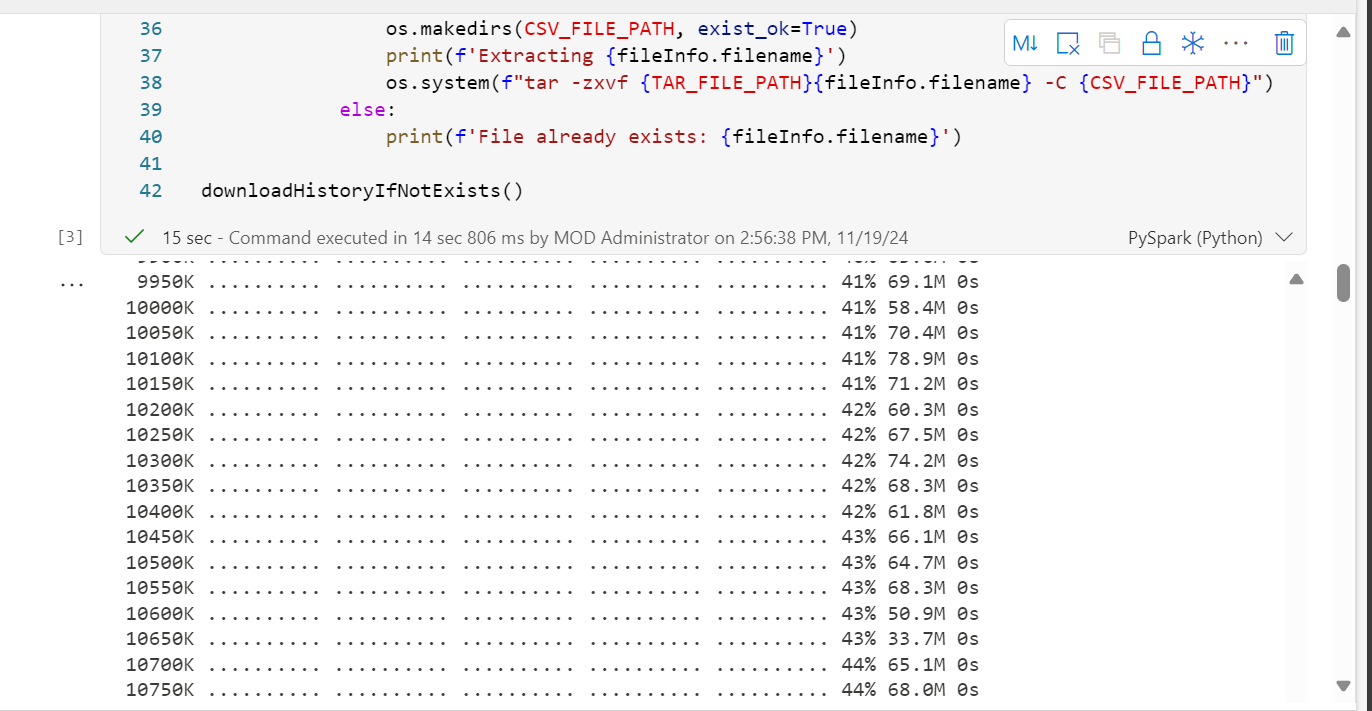 36                  os.makedirs(CSV_FILE_PATH, exist_ok=True)
37                  print(f'Extracting {fileInfo.filename}')
38                  os.system(f"tar -zxvf {TAR_FILE_PATH}{fileInfo.filename} -C {CSV_FILE_PATH}")
39              else:
40                  print(f'File already exists: {fileInfo.filename}')
41
42  downloadHistoryIfNotExists()
M↓ ...
[3] 15 sec - Command executed in 14 sec 806 ms by MOD Administrator on 2:56:38 PM, 11/19/24 PySpark (Python)
...
9950K .......... .......... .......... .......... .......... 41% 69.1M 0s
10000K .......... .......... .......... .......... .......... 41% 58.4M 0s
10050K .......... .......... .......... .......... .......... 41% 70.4M 0s
10100K .......... .......... .......... .......... .......... 41% 78.9M 0s
10150K .......... .......... .......... .......... .......... 41% 71.2M 0s
10200K .......... .......... .......... .......... .......... 42% 60.3M 0s
10250K .......... .......... .......... .......... .......... 42% 67.5M 0s
10300K .......... .......... .......... .......... .......... 42% 74.2M 0s
10350K .......... .......... .......... .......... .......... 42% 68.3M 0s
10400K .......... .......... .......... .......... .......... 42% 61.8M 0s
10450K .......... .......... .......... .......... .......... 43% 66.1M 0s
10500K .......... .......... .......... .......... .......... 43% 64.7M 0s
10550K .......... .......... .......... .......... .......... 43% 68.3M 0s
10600K .......... .......... .......... .......... .......... 43% 50.9M 0s
10650K .......... .......... .......... .......... .......... 43% 33.7M 0s
10700K .......... .......... .......... .......... .......... 44% 65.1M 0s
10750K .......... .......... .......... .......... .......... 44% 68.0M 0s